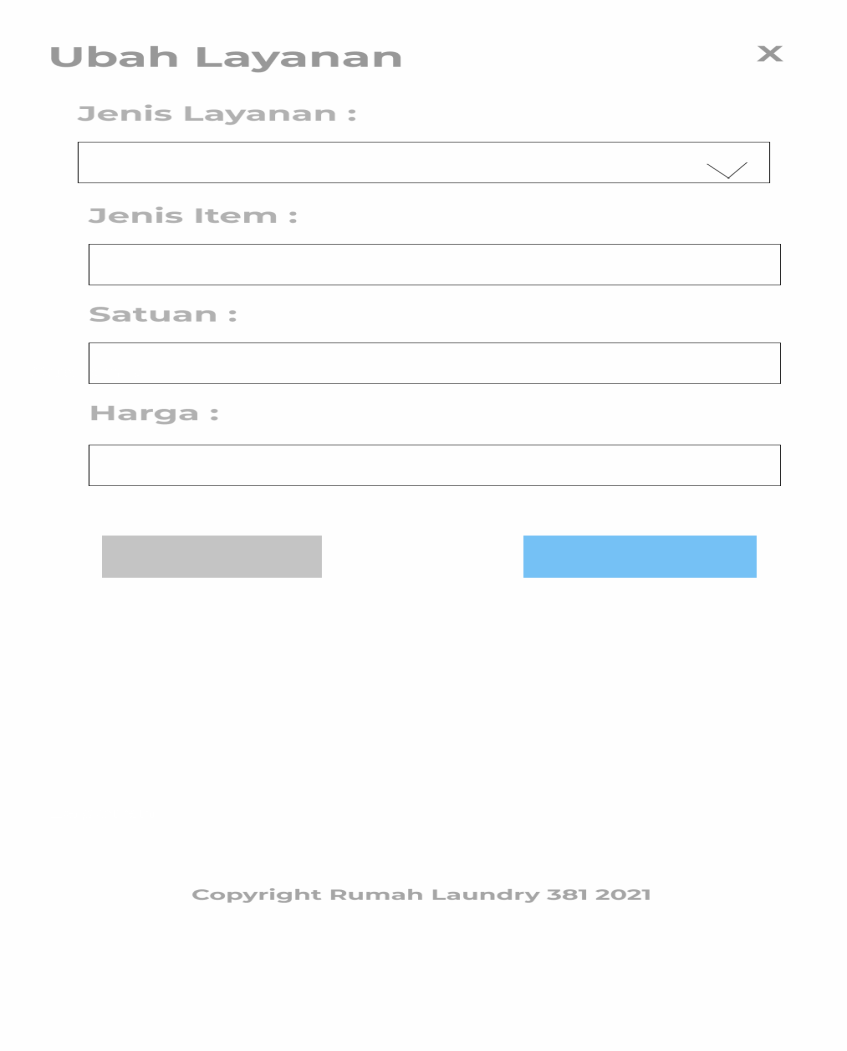 Ubah Layanan X
Jenis Layanan :
Jenis Item :
Satuan :
Harga :
Copyright Rumah Laundry 381 2021